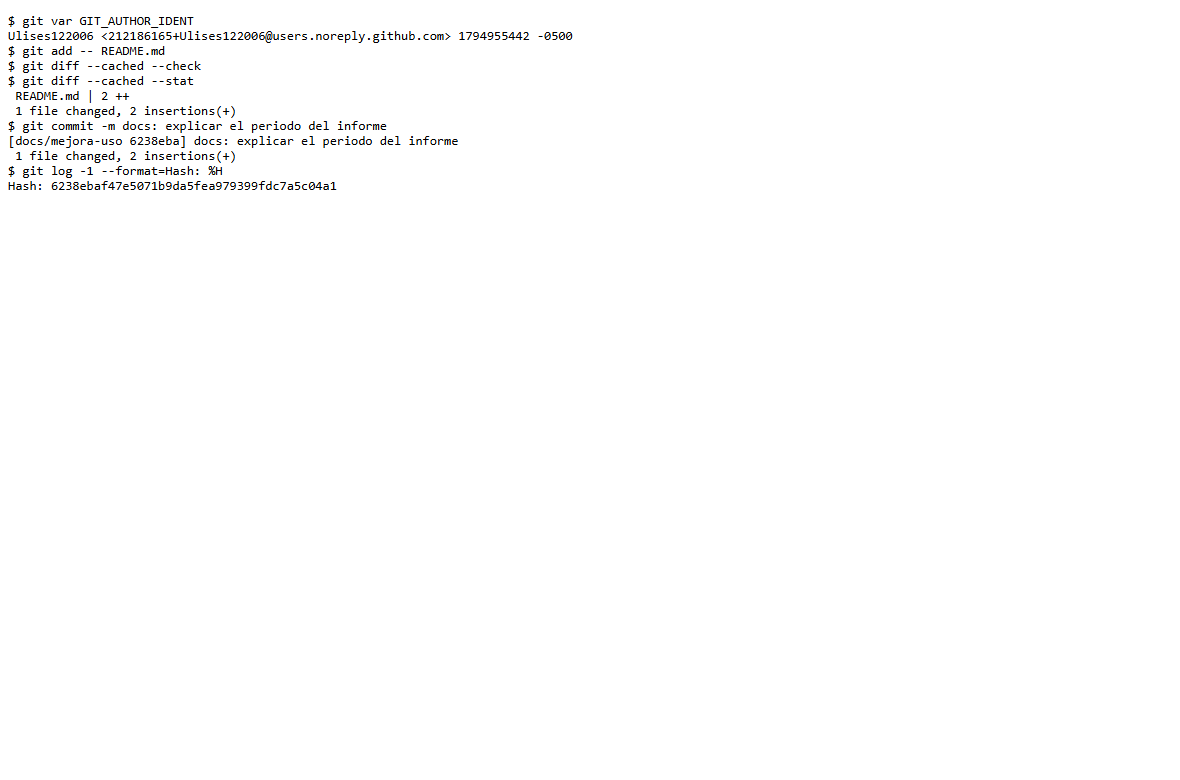 $ git var GIT_AUTHOR_IDENT
Ulises122006 <212186165+Ulises122006@users.noreply.github.com> 1794955442 -0500
$ git add -- README.md
$ git diff --cached --check
$ git diff --cached --stat
 README.md | 2 ++
 1 file changed, 2 insertions(+)
$ git commit -m docs: explicar el periodo del informe
[docs/mejora-uso 6238eba] docs: explicar el periodo del informe
 1 file changed, 2 insertions(+)
$ git log -1 --format=Hash: %H
Hash: 6238ebaf47e5071b9da5fea979399fdc7a5c04a1